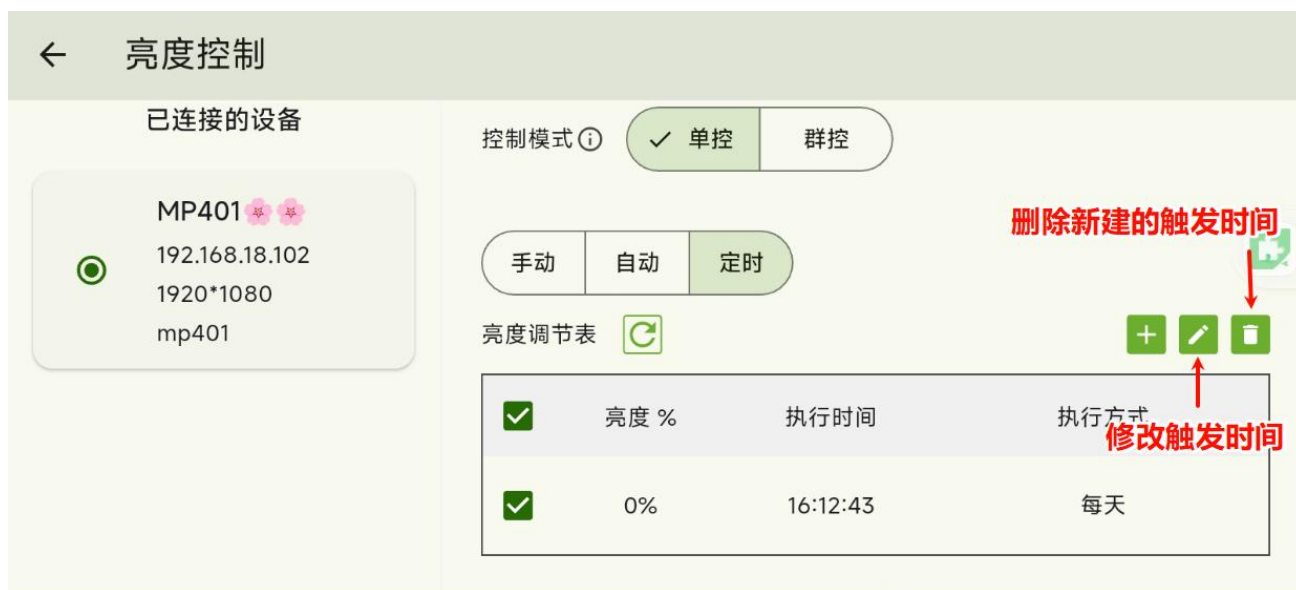 亮度控制
已连接的设备
MP401🌸🌸
192.168.18.102
1920*1080
mp401
控制模式 单控 群控
删除新建的触发时间
手动 自动 定时
亮度调节表
亮度 % 执行时间 执行方式
修改触发时间
0% 16:12:43 每天